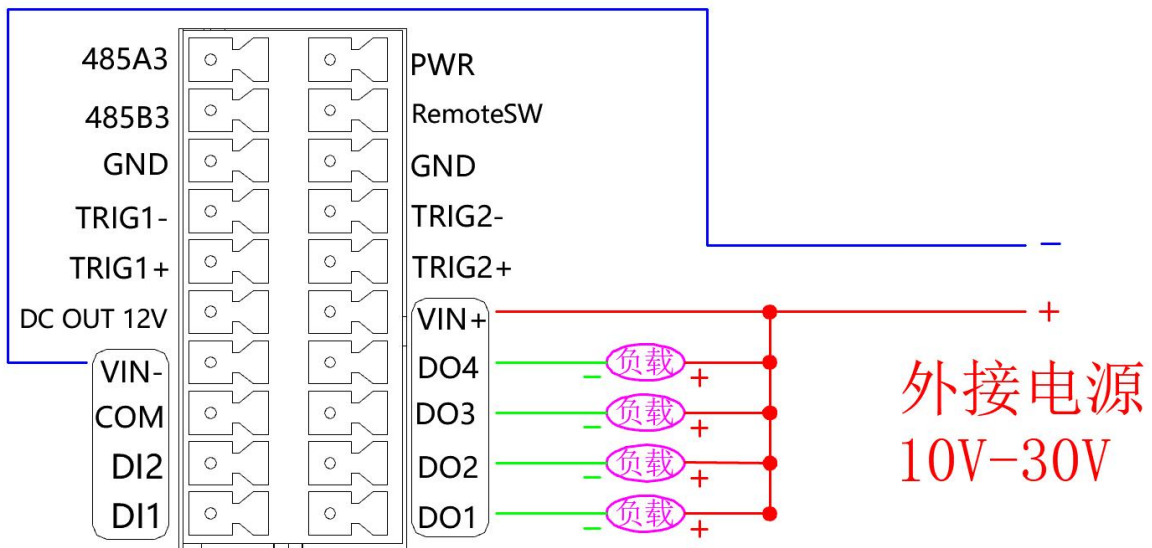 485A3
PWR
485B3
RemoteSW
GND
GND
TRIG1-
TRIG2-
TRIG1+
TRIG2+
DC OUT 12V
VIN+
VIN-
DO4
COM
DO3
DI2
DO2
DI1
DO1
−
+
− 负载 +
− 负载 +
− 负载 +
− 负载 +
外接电源
10V-30V